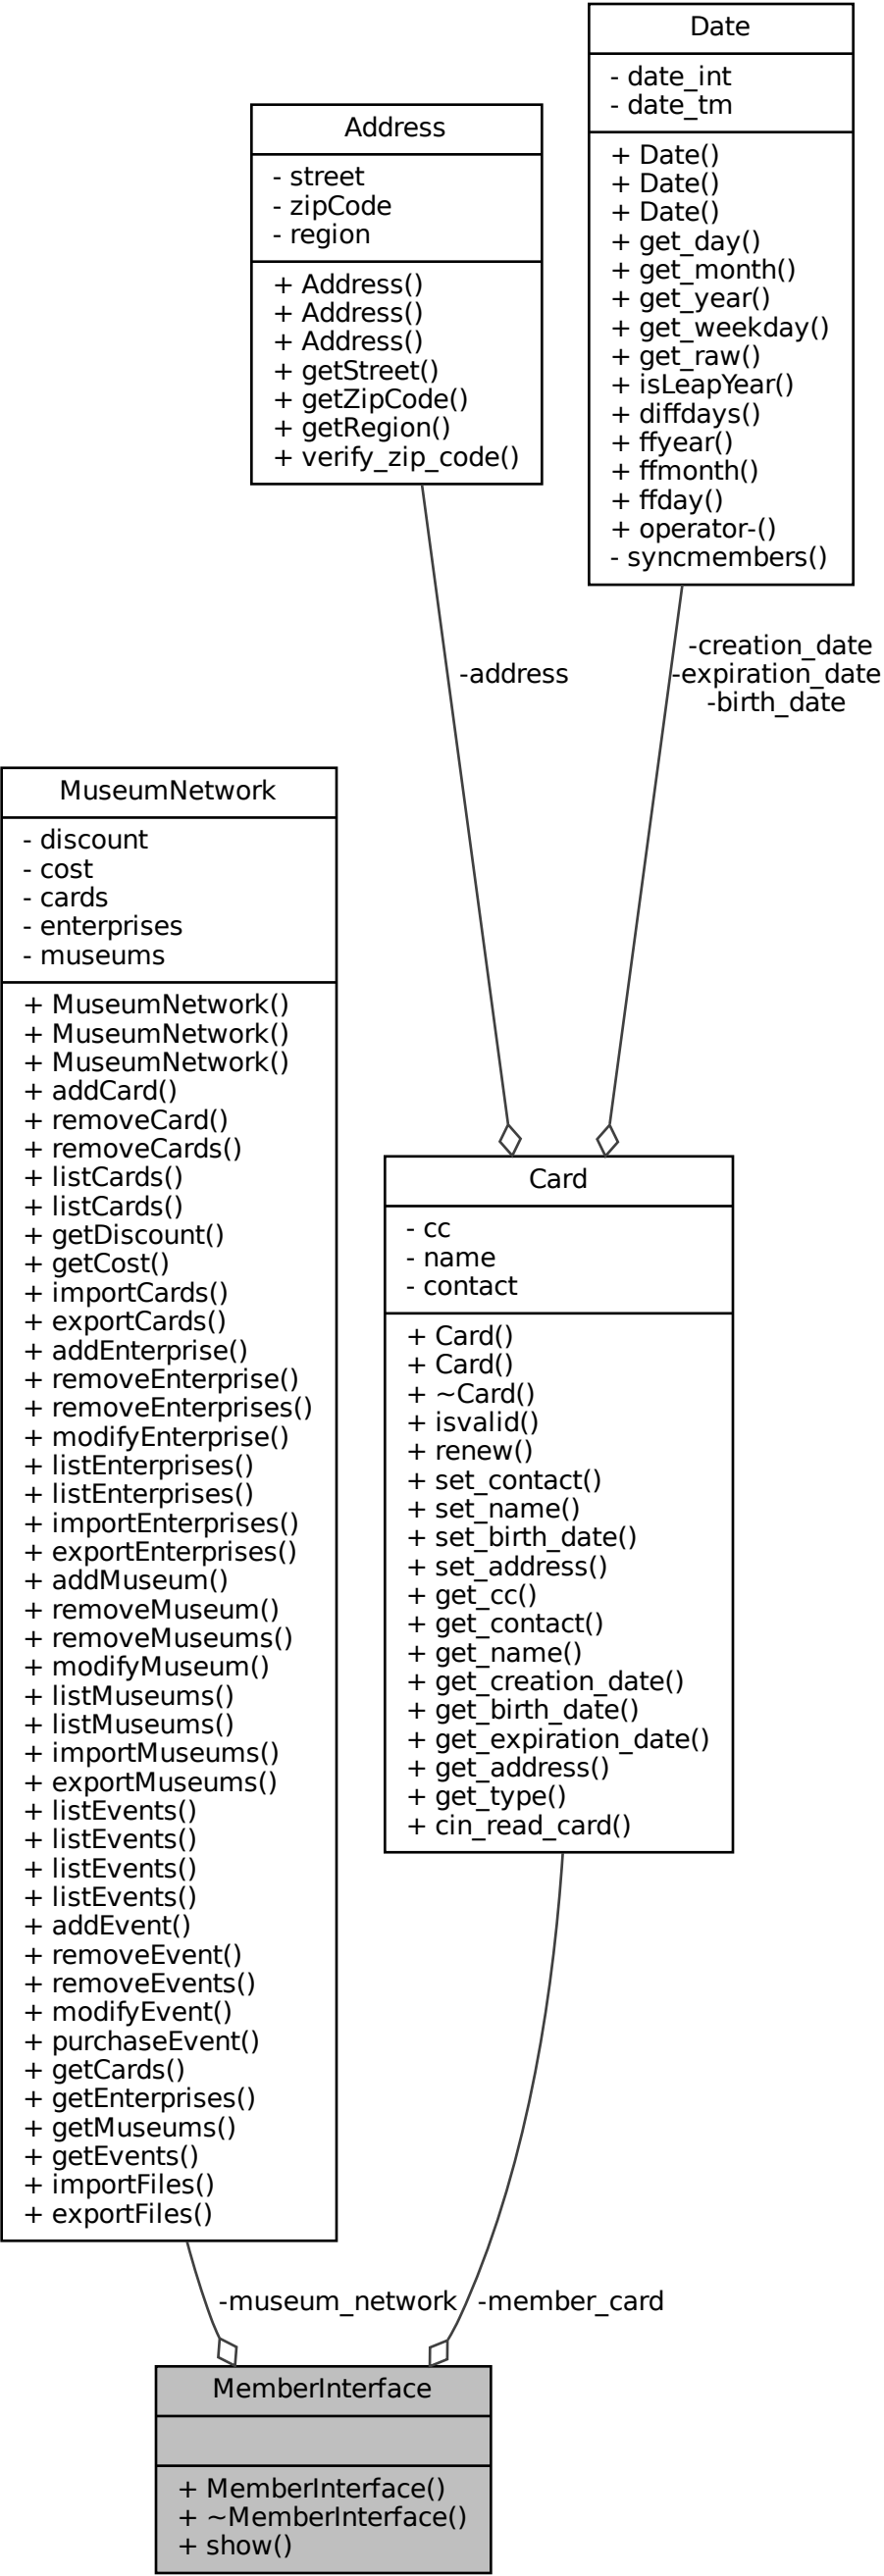 Date
- date_int
- date_tm
+ Date()
+ Date()
+ Date()
+ get_day()
+ get_month()
+ get_year()
+ get_weekday()
+ get_raw()
+ isLeapYear()
+ diffdays()
+ ffyear()
+ ffmonth()
+ ffday()
+ operator-()
- syncmembers()
Address
- street
- zipCode
- region
+ Address()
+ Address()
+ Address()
+ getStreet()
+ getZipCode()
+ getRegion()
+ verify_zip_code()
-address
-creation_date
-expiration_date
-birth_date
MuseumNetwork
- discount
- cost
- cards
- enterprises
- museums
+ MuseumNetwork()
+ MuseumNetwork()
+ MuseumNetwork()
+ addCard()
+ removeCard()
+ removeCards()
+ listCards()
+ listCards()
+ getDiscount()
+ getCost()
+ importCards()
+ exportCards()
+ addEnterprise()
+ removeEnterprise()
+ removeEnterprises()
+ modifyEnterprise()
+ listEnterprises()
+ listEnterprises()
+ importEnterprises()
+ exportEnterprises()
+ addMuseum()
+ removeMuseum()
+ removeMuseums()
+ modifyMuseum()
+ listMuseums()
+ listMuseums()
+ importMuseums()
+ exportMuseums()
+ listEvents()
+ listEvents()
+ listEvents()
+ listEvents()
+ addEvent()
+ removeEvent()
+ removeEvents()
+ modifyEvent()
+ purchaseEvent()
+ getCards()
+ getEnterprises()
+ getMuseums()
+ getEvents()
+ importFiles()
+ exportFiles()
Card
- cc
- name
- contact
+ Card()
+ Card()
+ ~Card()
+ isvalid()
+ renew()
+ set_contact()
+ set_name()
+ set_birth_date()
+ set_address()
+ get_cc()
+ get_contact()
+ get_name()
+ get_creation_date()
+ get_birth_date()
+ get_expiration_date()
+ get_address()
+ get_type()
+ cin_read_card()
-museum_network
-member_card
MemberInterface
+ MemberInterface()
+ ~MemberInterface()
+ show()